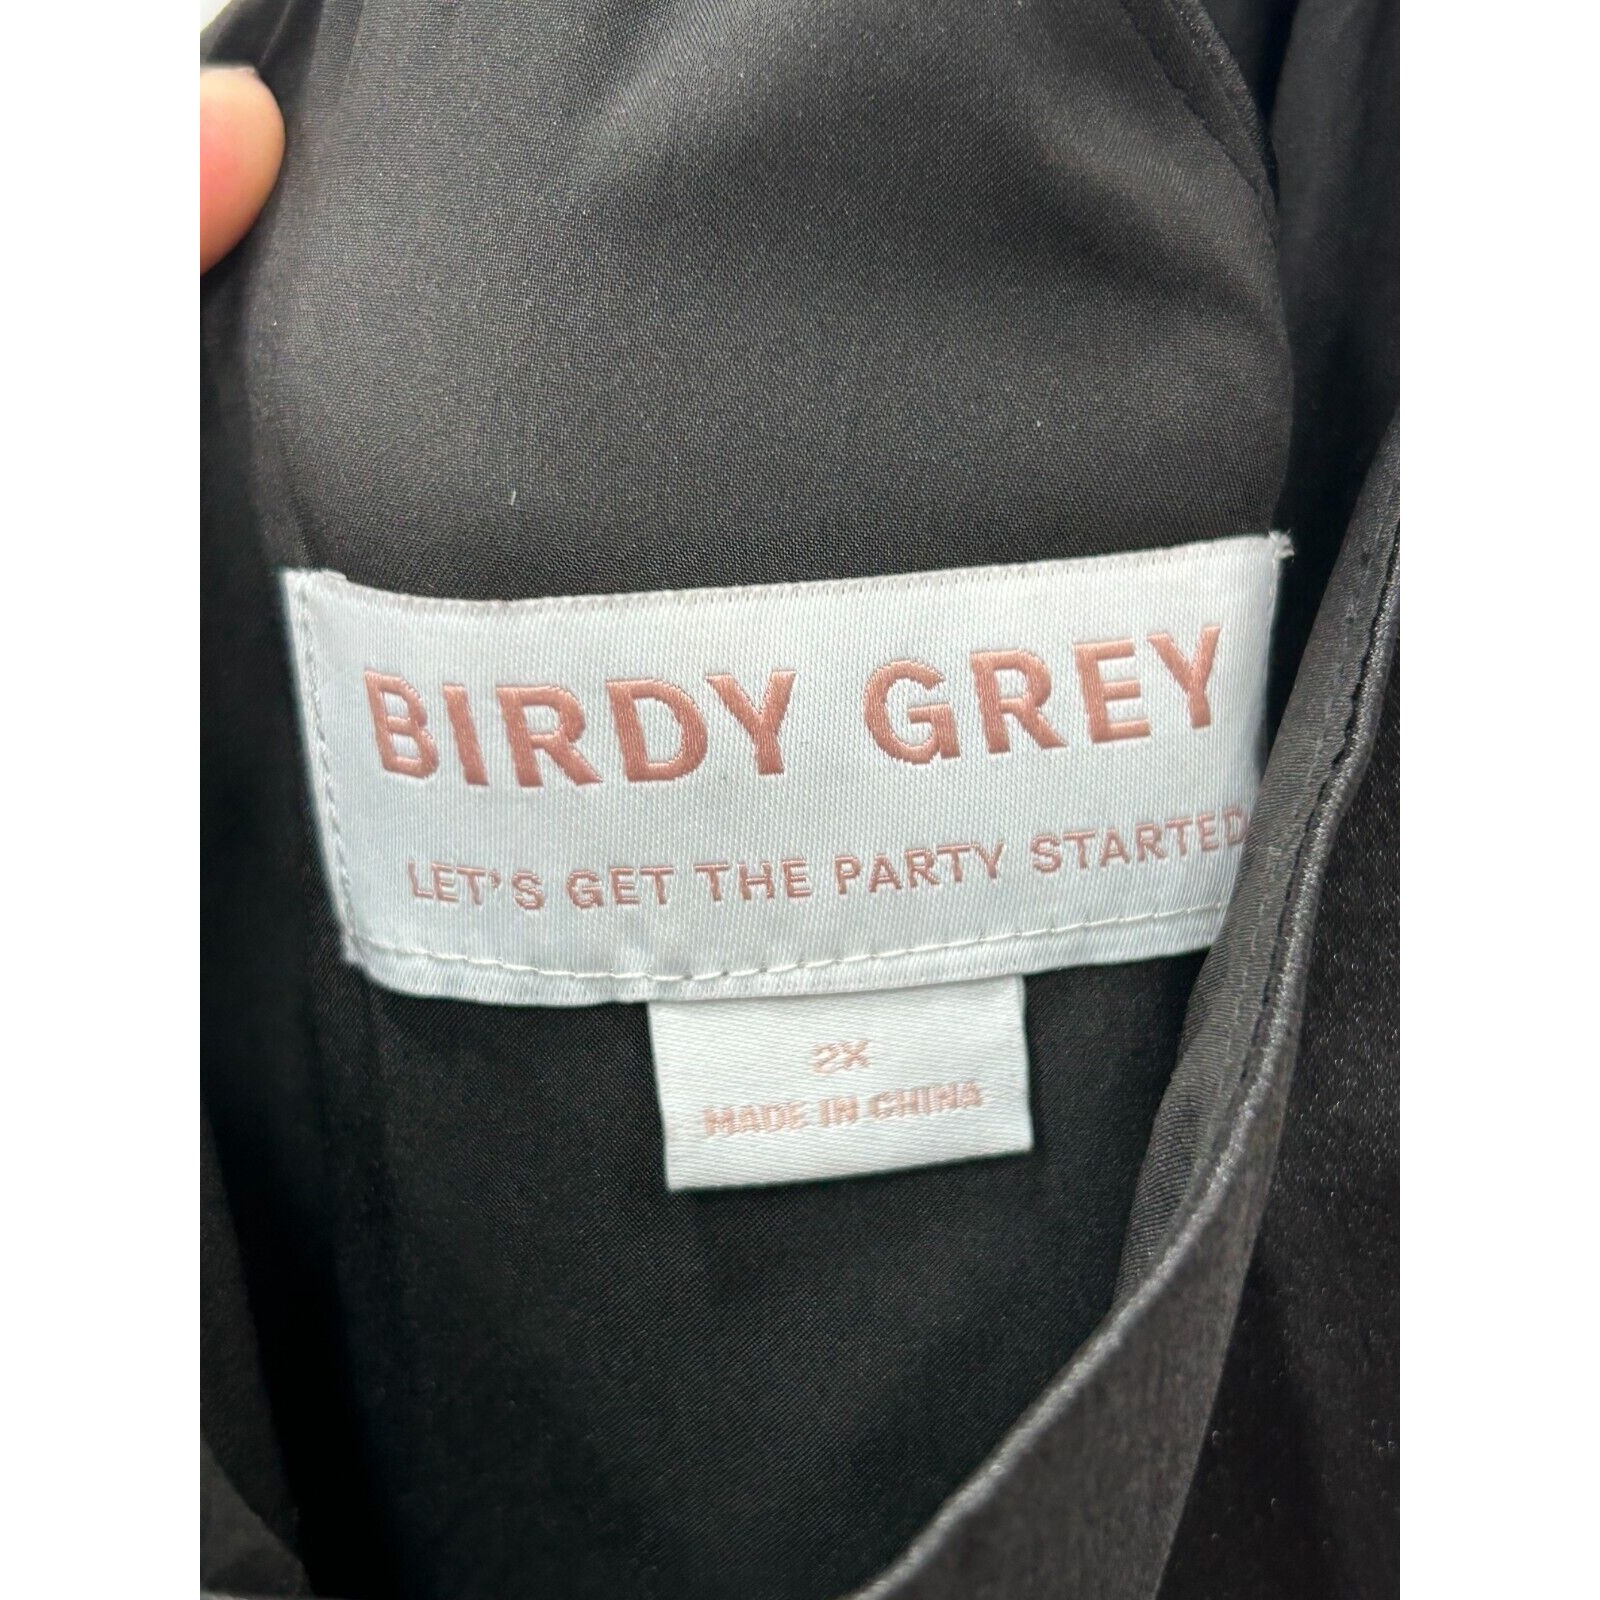 BIRDY GREY
LET'S GET THE PARTY STARTED
2X
MADE IN CHINA